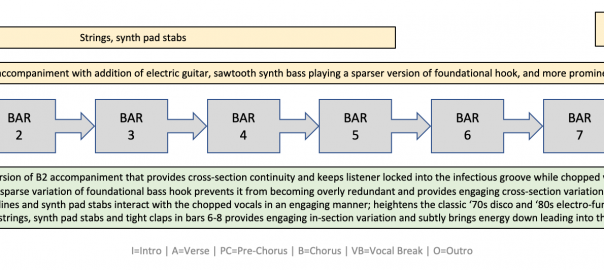 Strings, synth pad stabs
accompaniment with addition of electric guitar, sawtooth synth bass playing a sparser version of foundational hook, and more promine
BAR 2
BAR 3
BAR 4
BAR 5
BAR 6
BAR 7
rsion of B2 accompaniment that provides cross-section continuity and keeps listener locked into the infectious groove while chopped v
sparse variation of foundational bass hook prevents it from becoming overly redundant and provides engaging cross-section variation
lines and synth pad stabs interact with the chopped vocals in an engaging manner; heightens the classic ‘70s disco and ‘80s electro-fun
strings, synth pad stabs and tight claps in bars 6-8 provides engaging in-section variation and subtly brings energy down leading into th
I=Intro | A=Verse | PC=Pre-Chorus | B=Chorus | VB=Vocal Break | O=Outro